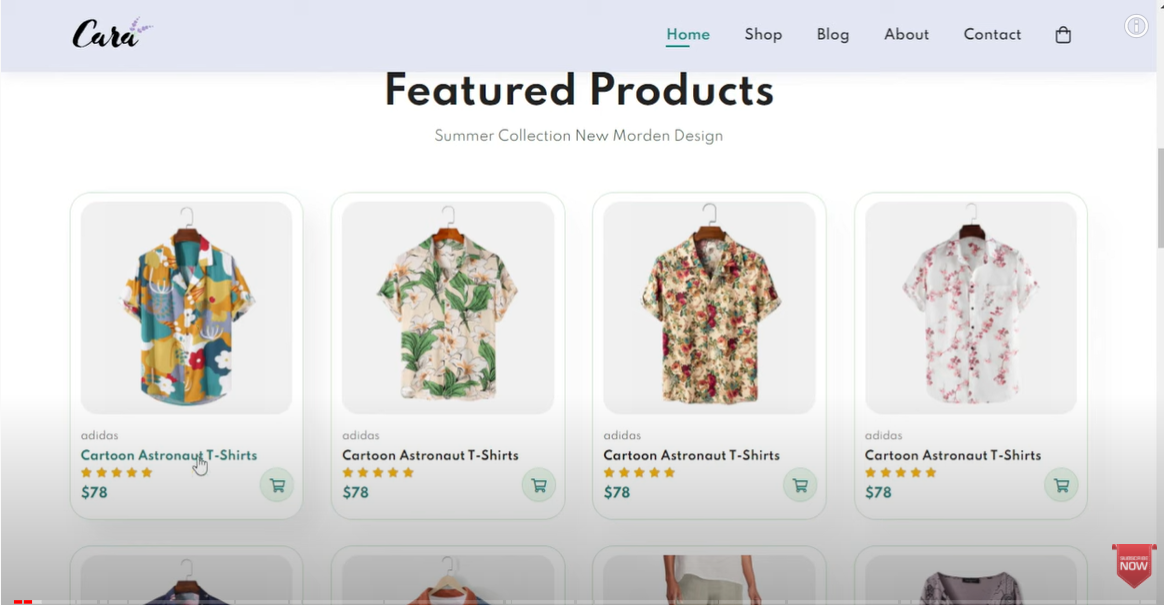 Cara
Home Shop Blog About Contact
Featured Products
Summer Collection New Morden Design
adidas
Cartoon Astronaut T-Shirts
$78
adidas
Cartoon Astronaut T-Shirts
$78
adidas
Cartoon Astronaut T-Shirts
$78
adidas
Cartoon Astronaut T-Shirts
$78
SUBSCRIBE
NOW